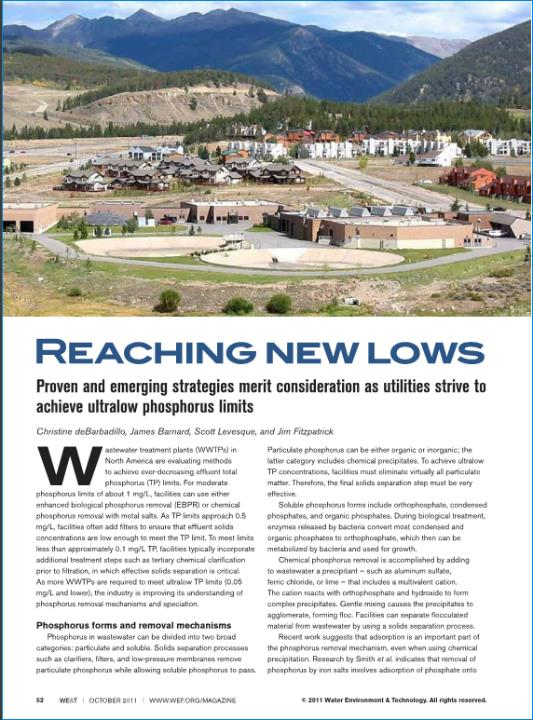 REACHING NEW LOWS
Proven and emerging strategies merit consideration as utilities strive to
achieve ultralow phosphorus limits
Christine deBarbadillo, James Barnard, Scott Levesque, and Jim Fitzpatrick
Wastewater treatment plants (WWTPs) in
North America are evaluating methods
to achieve ever-decreasing effluent total
phosphorus (TP) limits. For moderate
phosphorus limits of about 1 mg/L, facilities can use either
enhanced biological phosphorus removal (EBPR) or chemical
phosphorus removal with metal salts. As TP limits approach 0.5
mg/L, facilities often add filters to ensure that effluent solids
concentrations are low enough to meet the TP limit. To meet limits
less than approximately 0.1 mg/L TP, facilities typically incorporate
additional treatment steps such as tertiary chemical clarification
prior to filtration, in which effective solids separation is critical.
As more WWTPs are required to meet ultralow TP limits (0.05
mg/L and lower), the industry is improving its understanding of
phosphorus removal mechanisms and speciation.
Phosphorus forms and removal mechanisms
Phosphorus in wastewater can be divided into two broad
categories: particulate and soluble. Solids separation processes
such as clarifiers, filters, and low-pressure membranes remove
particulate phosphorus while allowing soluble phosphorus to pass.
Particulate phosphorus can be either organic or inorganic; the
latter category includes chemical precipitates. To achieve ultralow
TP concentrations, facilities must eliminate virtually all particulate
matter. Therefore, the final solids separation step must be very
effective.
Soluble phosphorus forms include orthophosphate, condensed
phosphates, and organic phosphates. During biological treatment,
enzymes released by bacteria convert most condensed and
organic phosphates to orthophosphate, which then can be
metabolized by bacteria and used for growth.
Chemical phosphorus removal is accomplished by adding
to wastewater a precipitant – such as aluminum sulfate,
ferric chloride, or lime – that includes a multivalent cation.
The cation reacts with orthophosphate and hydroxide to form
complex precipitates. Gentle mixing causes the precipitates to
agglomerate, forming floc. Facilities can separate flocculated
material from wastewater by using a solids separation process.
Recent work suggests that adsorption is an important part of
the phosphorus removal mechanism, even when using chemical
precipitation. Research by Smith et al. indicates that removal of
phosphorus by iron salts involves adsorption of phosphate onto
52 WE&T | OCTOBER 2011 | WWW.WEF.ORG/MAGAZINE
© 2011 Water Environment & Technology. All rights reserved.